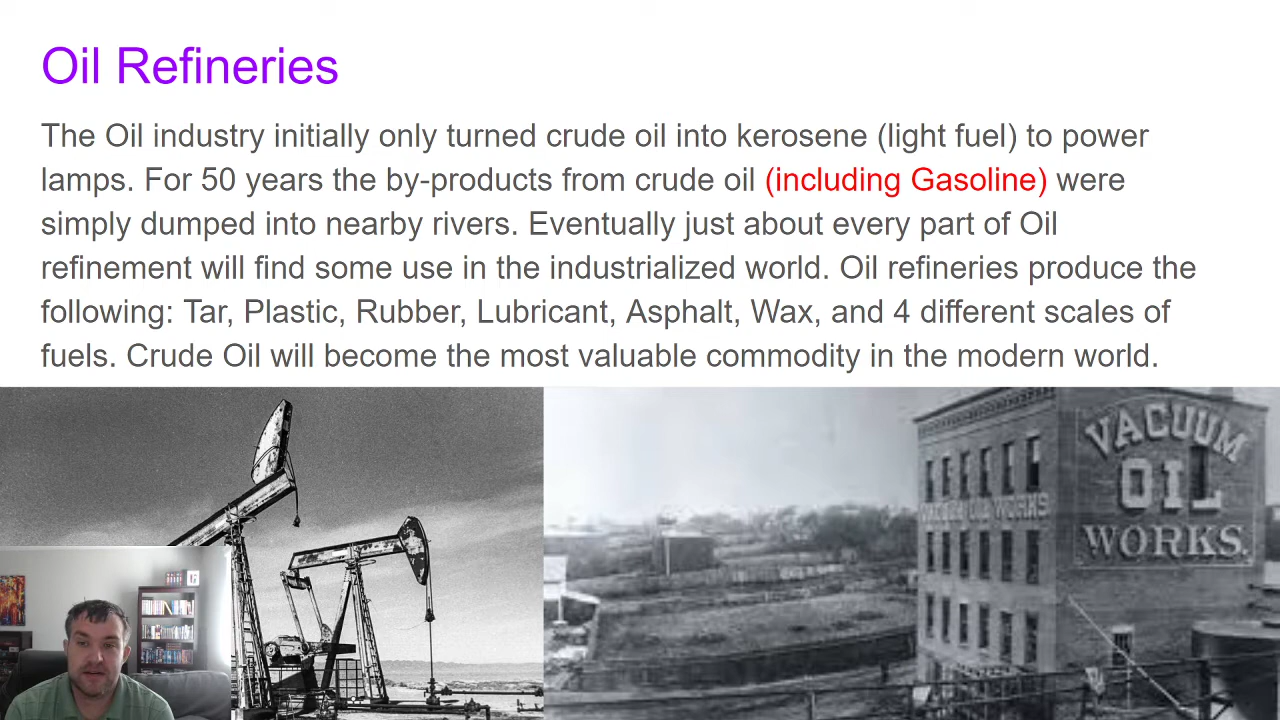 Oil Refineries
The Oil industry initially only turned crude oil into kerosene (light fuel) to power
lamps. For 50 years the by-products from crude oil (including Gasoline) were
simply dumped into nearby rivers. Eventually just about every part of Oil
refinement will find some use in the industrialized world. Oil refineries produce the
following: Tar, Plastic, Rubber, Lubricant, Asphalt, Wax, and 4 different scales of
fuels. Crude Oil will become the most valuable commodity in the modern world.
VACUUM
OIL
WORKS.
OIL WORKS